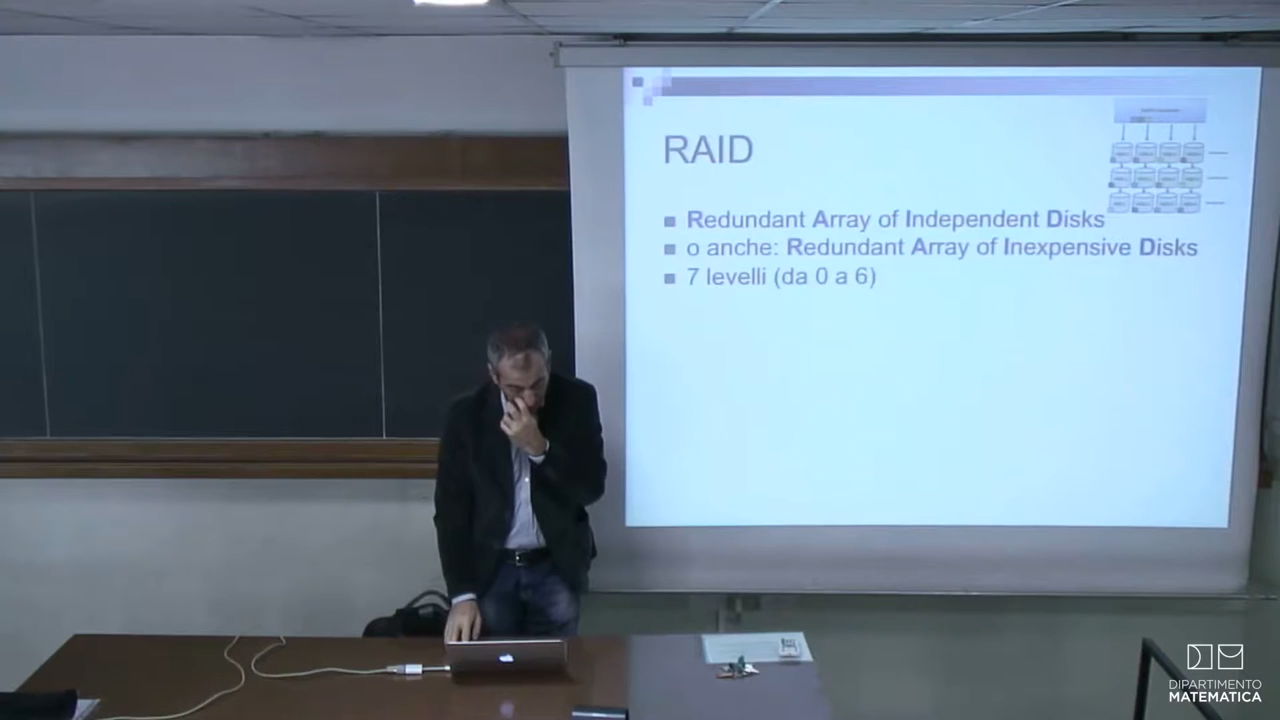 RAID
Redundant Array of Independent Disks
o anche: Redundant Array of Inexpensive Disks
7 levelli (da 0 a 6)
DIPARTIMENTO
MATEMATICA